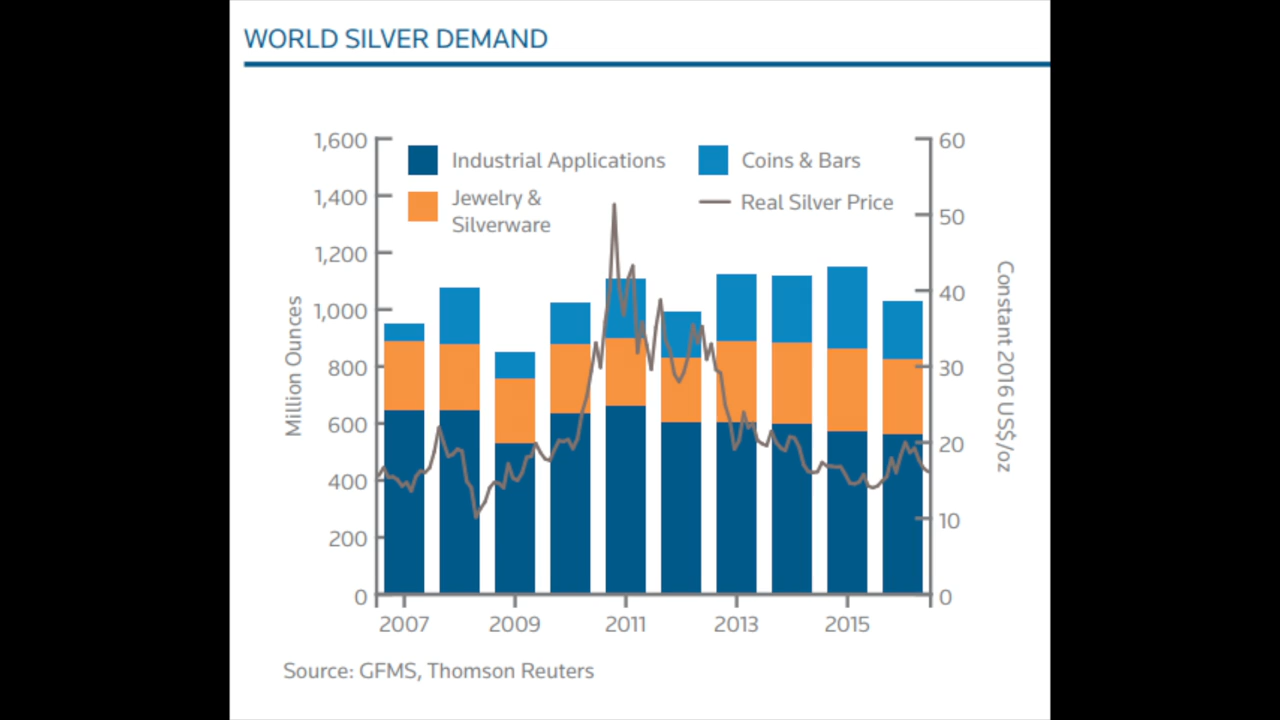 WORLD SILVER DEMAND
1,600
1,400
1,200
1,000
800
600
400
200
0
Million Ounces
Industrial Applications
Jewelry &
Silverware
Coins & Bars
Real Silver Price
60
50
40
30
20
10
0
Constant 2016 US$/oz
2007 2009 2011 2013 2015
Source: GFMS, Thomson Reuters